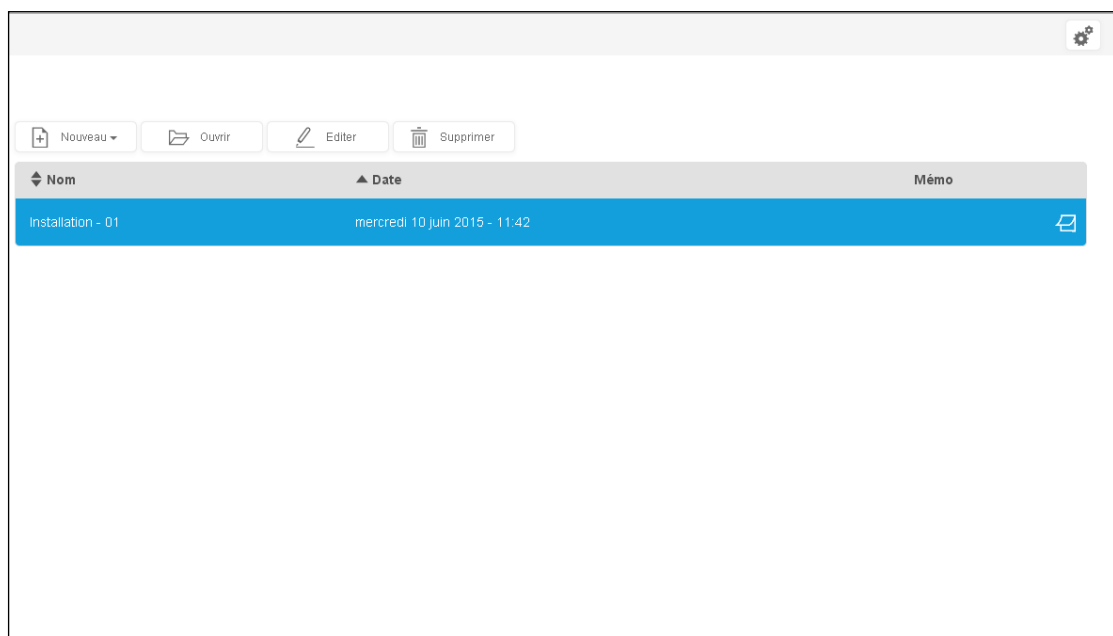 Nouveau Ouvrir Editer Supprimer
Nom Date Mémo
Installation - 01 mercredi 10 juin 2015 - 11:42